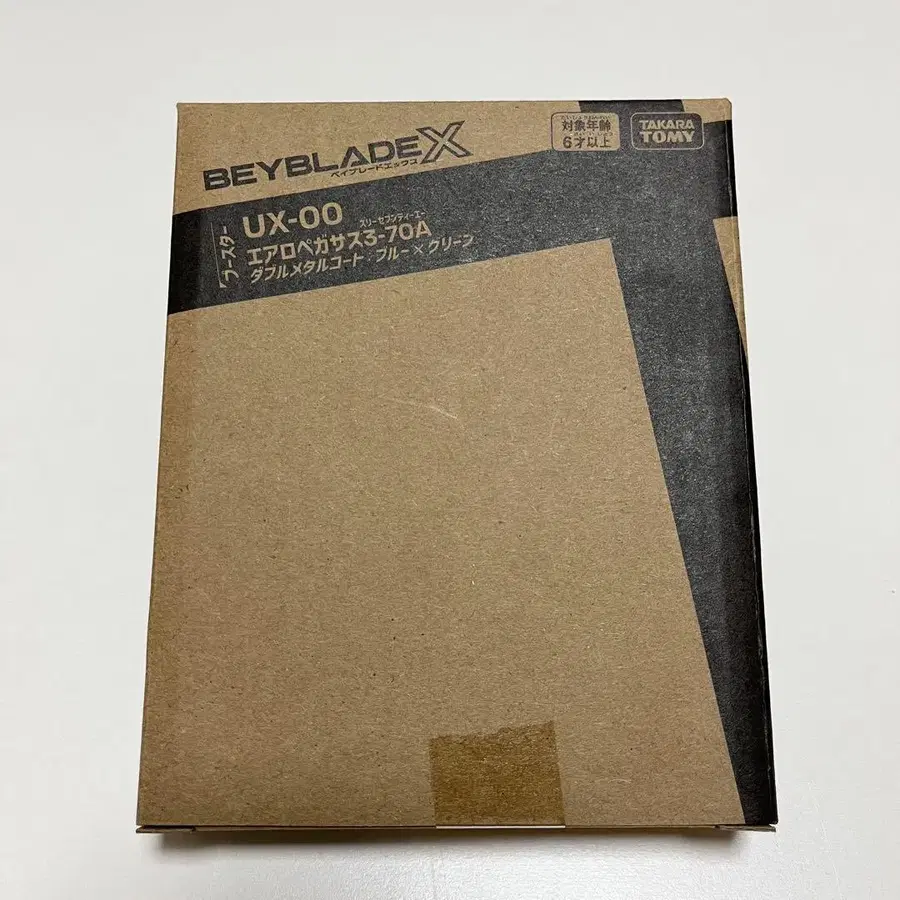 BEYBLADE X
ベイブレードエックス
対象年齢
6才以上
TAKARA
TOMY
ブースター
UX-00
スリーセブンティーエー
エアロペガサス3-70A
ダブルメタルコート:ブルー×グリーン